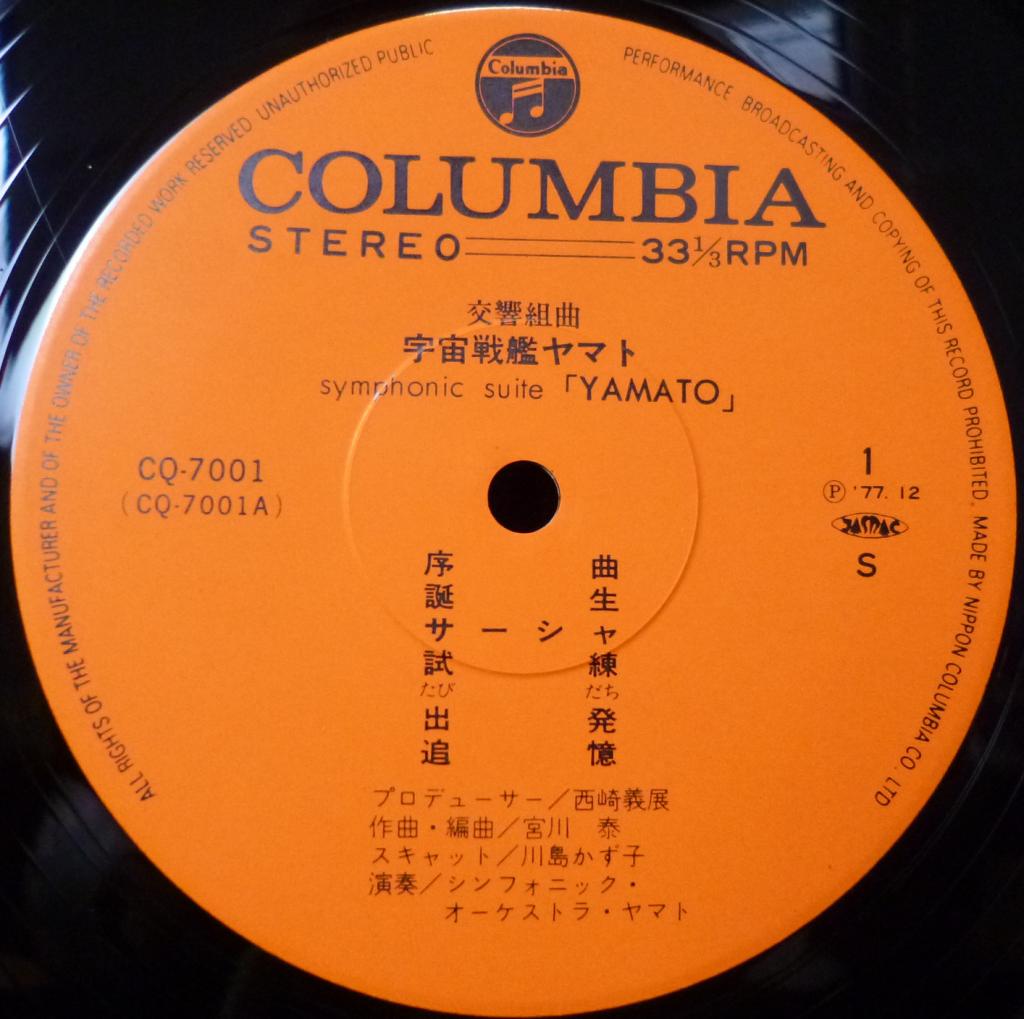 Columbia
ALL RIGHTS OF THE MANUFACTURER AND OF THE OWNER OF THE RECORDED WORK RESERVED UNAUTHORIZED PUBLIC PERFORMANCE BROADCASTING AND COPYING OF THIS RECORD PROHIBITED. MADE BY NIPPON COLUMBIA CO. LTD
COLUMBIA
STEREO 33⅓RPM
交響組曲
宇宙戦艦ヤマト
symphonic suite「YAMATO」
CQ-7001
(CQ-7001A)
1
Ⓟ '77. 12
JASRAC
S
序曲
誕生
サーシャ
試練
たびだち
出発
追憶
プロデューサー/西崎義展
作曲・編曲/宮川 泰
スキャット/川島かず子
演奏/シンフォニック・
オーケストラ・ヤマト